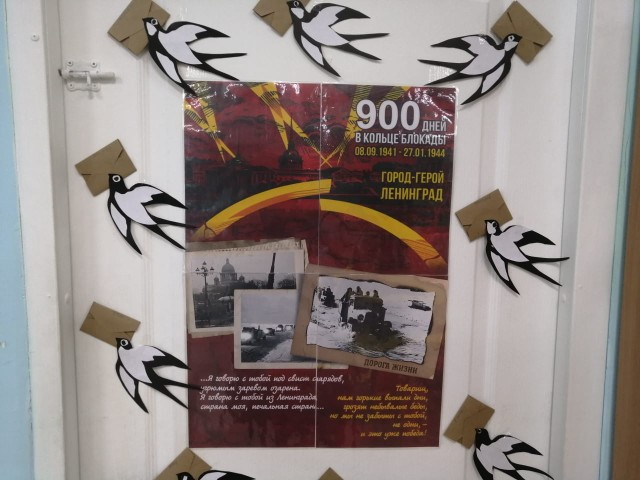 900 ДНЕЙ
В КОЛЬЦЕ БЛОКАДЫ
08.09.1941 - 27.01.1944
ГОРОД-ГЕРОЙ
ЛЕНИНГРАД
ДОРОГА ЖИЗНИ
...Я говорю с тобой под свист снарядов,
угрюмым заревом озарена.
Я говорю с тобой из Ленинграда,
страна моя, печальная страна...
Товарищ,
нам горькие выпали дни,
грозят небывалые беды,
но мы не забыты с тобой,
не одни, -
и это уже победа!